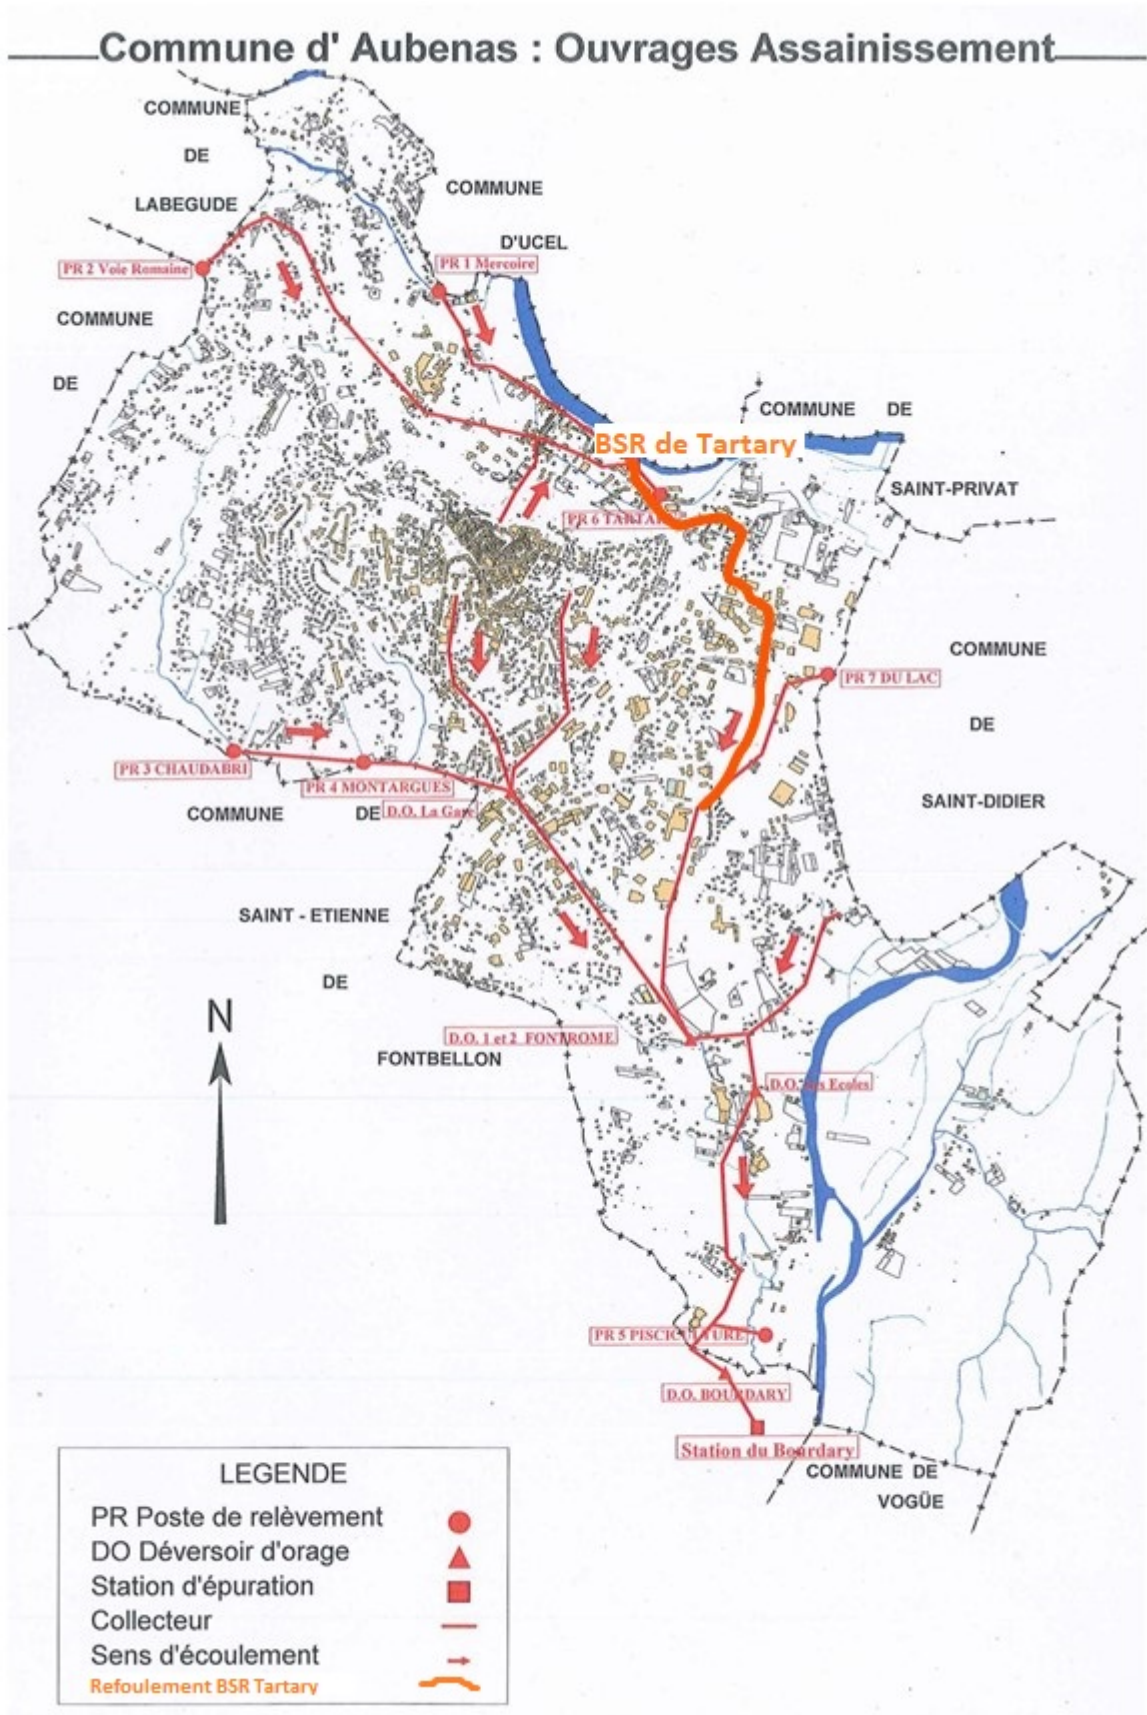 Commune d' Aubenas : Ouvrages Assainissement
COMMUNE
DE
LABEGUDE
COMMUNE
D'UCEL
PR 2 Voie Romaine
PR 1 Mercoire
COMMUNE
DE
COMMUNE DE
SAINT-PRIVAT
BSR de Tartary
PR 6
COMMUNE
DE
SAINT-DIDIER
PR 7 DU LAC
PR 3 CHAUDABRI
PR 4 MONTARGUES
COMMUNE DE
D.O. La Gare
SAINT - ETIENNE
DE
FONTBELLON
N
D.O. 1 et 2 FONTROME
D.O. Ecoles
PR 5 PISCICULTURE
D.O. BOURDARY
Station du Bourdary
COMMUNE DE
VOGÜE
LEGENDE
PR Poste de relèvement
DO Déversoir d'orage
Station d'épuration
Collecteur
Sens d'écoulement
Refoulement BSR Tartary